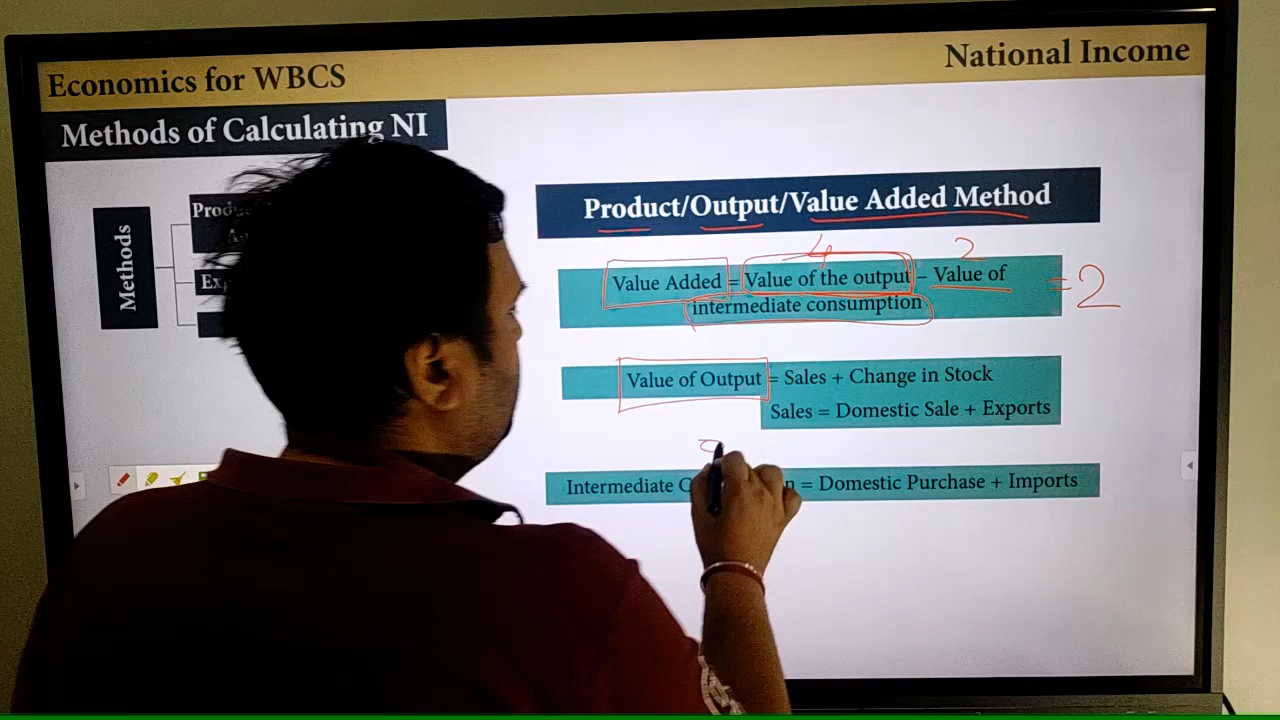 Economics for WBCS
National Income
Methods of Calculating NI
Methods
Product/Output/Value Added Method
4 2
Value Added = Value of the output - Value of = 2
intermediate consumption
Value of Output = Sales + Change in Stock
Sales = Domestic Sale + Exports
Intermediate = Domestic Purchase + Imports